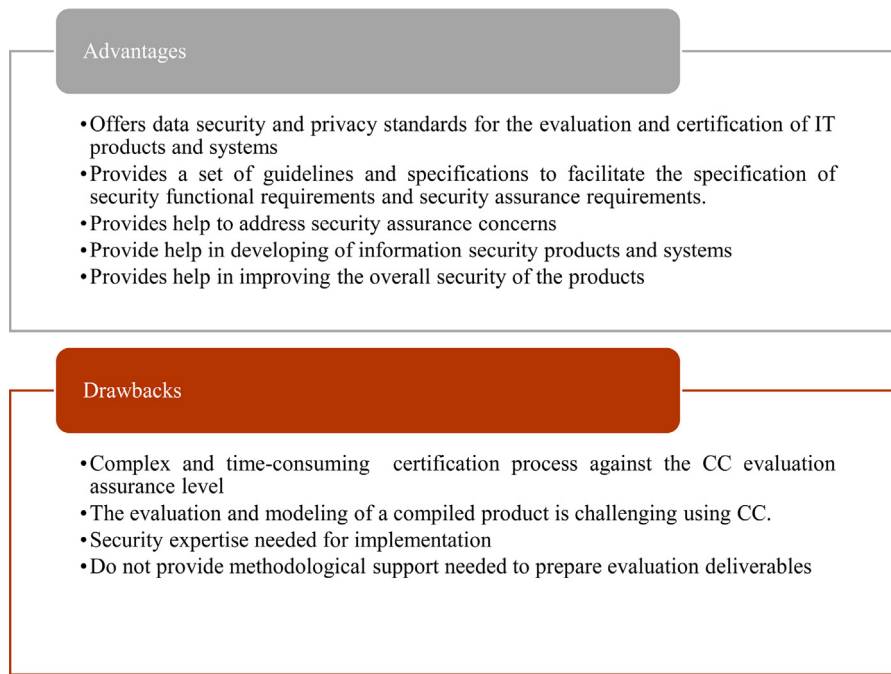 Advantages
•Offers data security and privacy standards for the evaluation and certification of IT
products and systems
•Provides a set of guidelines and specifications to facilitate the specification of
security functional requirements and security assurance requirements.
•Provides help to address security assurance concerns
•Provide help in developing of information security products and systems
•Provides help in improving the overall security of the products
Drawbacks
•Complex and time-consuming certification process against the CC evaluation
assurance level
•The evaluation and modeling of a compiled product is challenging using CC.
•Security expertise needed for implementation
•Do not provide methodological support needed to prepare evaluation deliverables